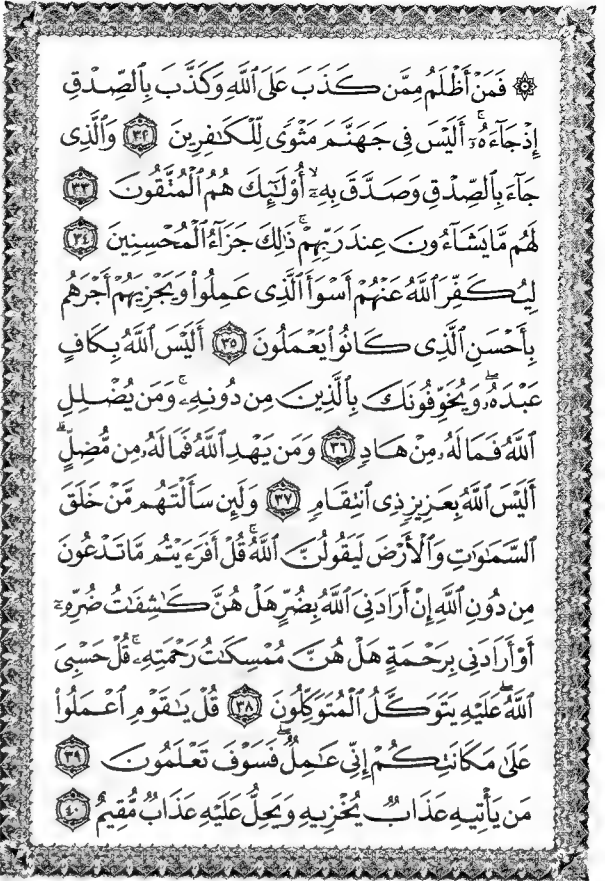 ۞ فَمَنْ أَظْلَمُ مِمَّن كَذَبَ عَلَى ٱللَّهِ وَكَذَّبَ بِٱلصِّدْقِ
إِذْ جَآءَهُۥٓ ۚ أَلَيْسَ فِى جَهَنَّمَ مَثْوًى لِّلْكَٰفِرِينَ ٣٢ وَٱلَّذِى
جَآءَ بِٱلصِّدْقِ وَصَدَّقَ بِهِۦٓ ۙ أُو۟لَٰٓئِكَ هُمُ ٱلْمُتَّقُونَ ٣٣
لَهُم مَّا يَشَآءُونَ عِندَ رَبِّهِمْ ۚ ذَٰلِكَ جَزَآءُ ٱلْمُحْسِنِينَ ٣٤
لِيُكَفِّرَ ٱللَّهُ عَنْهُمْ أَسْوَأَ ٱلَّذِى عَمِلُوا۟ وَيَجْزِيَهُمْ أَجْرَهُم
بِأَحْسَنِ ٱلَّذِى كَانُوا۟ يَعْمَلُونَ ٣٥ أَلَيْسَ ٱللَّهُ بِكَافٍ
عَبْدَهُۥ ۖ وَيُخَوِّفُونَكَ بِٱلَّذِينَ مِن دُونِهِۦ ۚ وَمَن يُضْلِلِ
ٱللَّهُ فَمَا لَهُۥ مِنْ هَادٍ ٣٦ وَمَن يَهْدِ ٱللَّهُ فَمَا لَهُۥ مِن مُّضِلٍّ ۗ
أَلَيْسَ ٱللَّهُ بِعَزِيزٍ ذِى ٱنتِقَامٍ ٣٧ وَلَئِن سَأَلْتَهُم مَّنْ خَلَقَ
ٱلسَّمَٰوَٰتِ وَٱلْأَرْضَ لَيَقُولُنَّ ٱللَّهُ ۚ قُلْ أَفَرَءَيْتُم مَّا تَدْعُونَ
مِن دُونِ ٱللَّهِ إِنْ أَرَادَنِىَ ٱللَّهُ بِضُرٍّ هَلْ هُنَّ كَٰشِفَٰتُ ضُرِّهِۦٓ
أَوْ أَرَادَنِى بِرَحْمَةٍ هَلْ هُنَّ مُمْسِكَٰتُ رَحْمَتِهِۦ ۚ قُلْ حَسْبِىَ
ٱللَّهُ ۖ عَلَيْهِ يَتَوَكَّلُ ٱلْمُتَوَكِّلُونَ ٣٨ قُلْ يَٰقَوْمِ ٱعْمَلُوا۟
عَلَىٰ مَكَانَتِكُمْ إِنِّى عَٰمِلٌ ۖ فَسَوْفَ تَعْلَمُونَ ٣٩
مَن يَأْتِيهِ عَذَابٌ يُخْزِيهِ وَيَحِلُّ عَلَيْهِ عَذَابٌ مُّقِيمٌ ٤٠